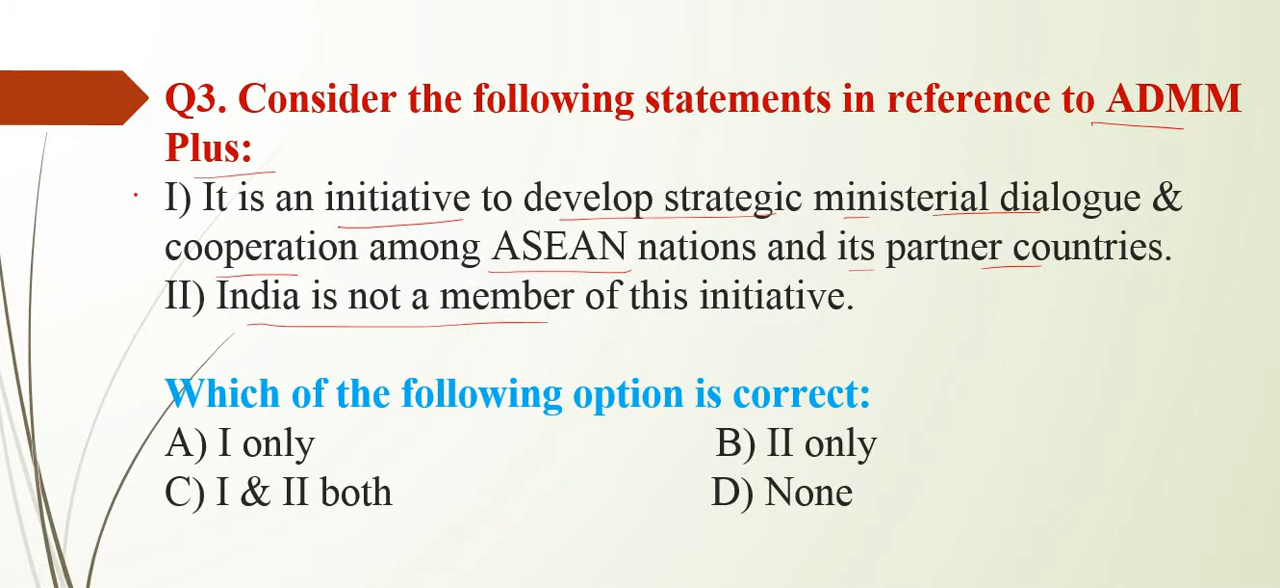 Q3. Consider the following statements in reference to ADMM
Plus:
I) It is an initiative to develop strategic ministerial dialogue &
cooperation among ASEAN nations and its partner countries.
II) India is not a member of this initiative.
Which of the following option is correct:
A) I only B) II only
C) I & II both D) None